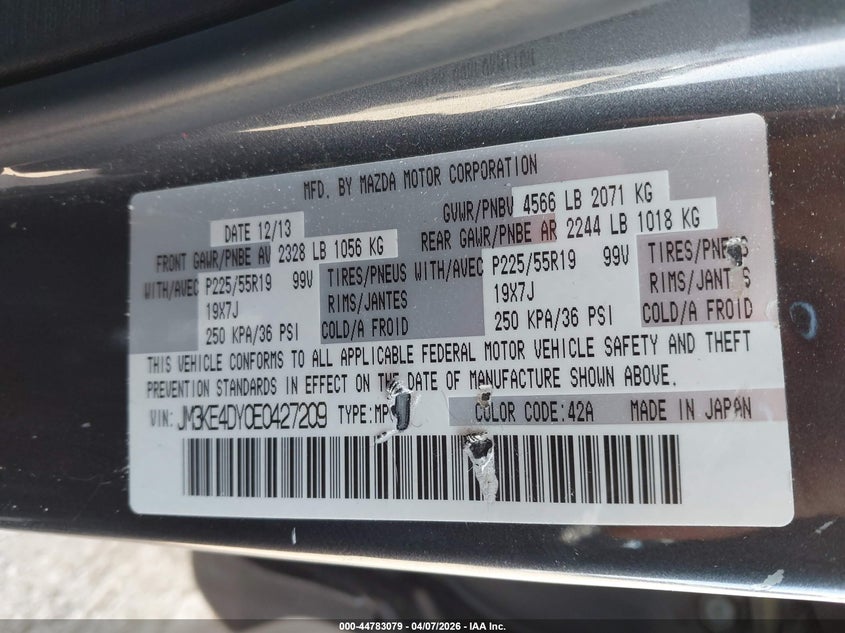 MFD. BY MAZDA MOTOR CORPORATION
DATE 12/13 GVWR/PNBV 4566 LB 2071 KG
FRONT GAWR/PNBE AV 2328 LB 1056 KG REAR GAWR/PNBE AR 2244 LB 1018 KG
WITH/AVEC P225/55R19 99V TIRES/PNEUS WITH/AVEC P225/55R19 99V TIRES/PNEUS
19X7J RIMS/JANTES 19X7J RIMS/JANTES
250 KPA/36 PSI COLD/A FROID 250 KPA/36 PSI COLD/A FROID
THIS VEHICLE CONFORMS TO ALL APPLICABLE FEDERAL MOTOR VEHICLE SAFETY AND THEFT
PREVENTION STANDARDS IN EFFECT ON THE DATE OF MANUFACTURE SHOWN ABOVE.
VIN: JM3KE4DY0E0427209 TYPE:MP COLOR CODE:42A MADE IN JAPAN
000-44783079 - 04/07/2026 - IAA Inc.